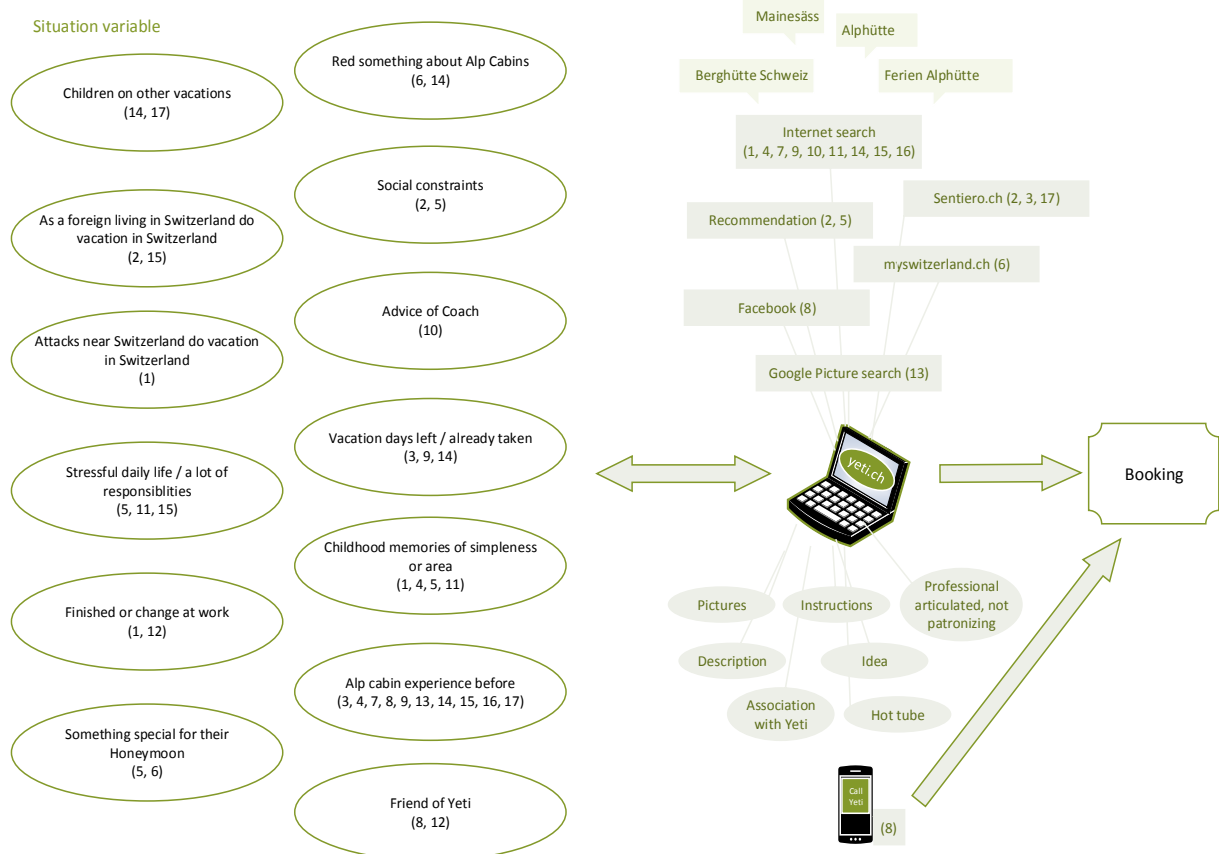 Situation variable
Children on other vacations
(14, 17)
As a foreign living in Switzerland do
vacation in Switzerland
(2, 15)
Attacks near Switzerland do vacation
in Switzerland
(1)
Stressful daily life / a lot of
responsiblities
(5, 11, 15)
Finished or change at work
(1, 12)
Something special for their
Honeymoon
(5, 6)
Red something about Alp Cabins
(6, 14)
Social constraints
(2, 5)
Advice of Coach
(10)
Vacation days left / already taken
(3, 9, 14)
Childhood memories of simpleness
or area
(1, 4, 5, 11)
Alp cabin experience before
(3, 4, 7, 8, 9, 13, 14, 15, 16, 17)
Friend of Yeti
(8, 12)
Mainesäss
Alphütte
Berghütte Schweiz
Ferien Alphütte
Internet search
(1, 4, 7, 9, 10, 11, 14, 15, 16)
Sentiero.ch (2, 3, 17)
Recommendation (2, 5)
myswitzerland.ch (6)
Facebook (8)
Google Picture search (13)
yeti.ch
Booking
Pictures
Instructions
Professional
articulated, not
patronizing
Description
Idea
Association
with Yeti
Hot tube
Call
Yeti
(8)